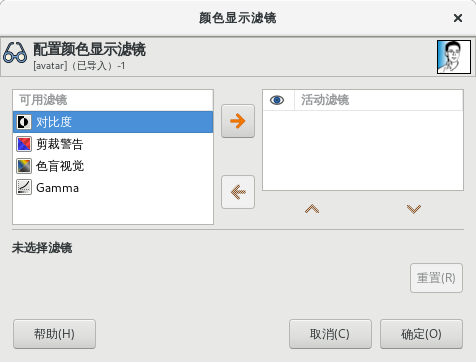 颜色显示滤镜
配置颜色显示滤镜
[avatar]（已导入）-1
可用滤镜
活动滤镜
对比度
剪裁警告
色盲视觉
Gamma
未选择滤镜
重置(R)
帮助(H)
取消(C)
确定(O)